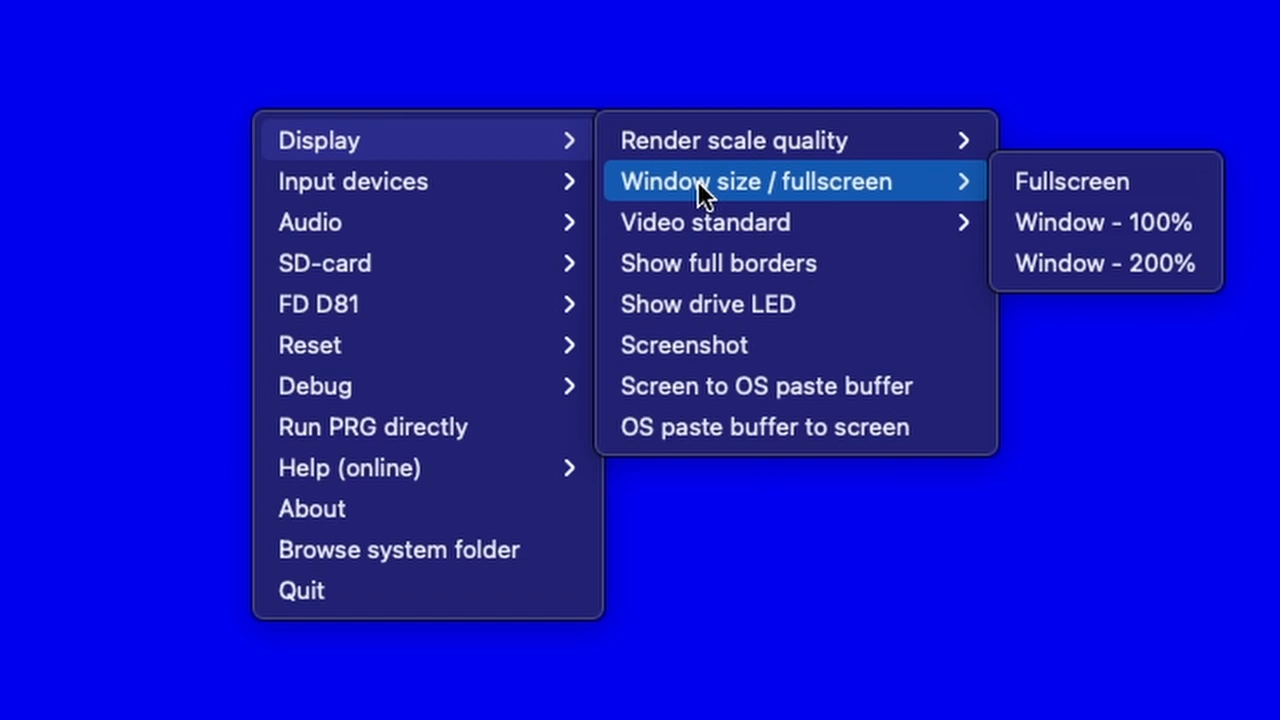 Display
Input devices
Audio
SD-card
FD D81
Reset
Debug
Run PRG directly
Help (online)
About
Browse system folder
Quit
Render scale quality
Window size / fullscreen
Video standard
Show full borders
Show drive LED
Screenshot
Screen to OS paste buffer
OS paste buffer to screen
Fullscreen
Window - 100%
Window - 200%